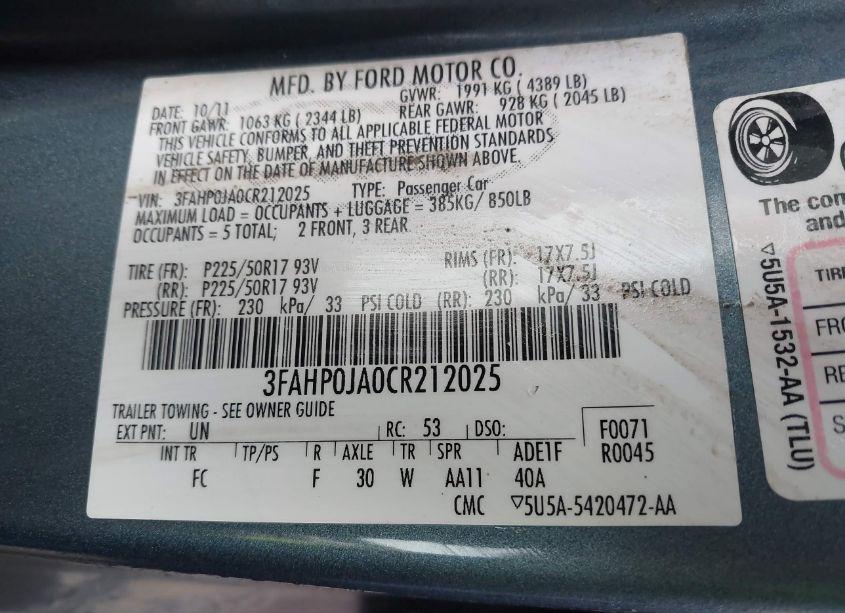 MFD. BY FORD MOTOR CO.
DATE: 10/11 GVWR: 1991 KG ( 4389 LB)
FRONT GAWR: 1063 KG ( 2344 LB) REAR GAWR: 928 KG ( 2045 LB)
THIS VEHICLE CONFORMS TO ALL APPLICABLE FEDERAL MOTOR
VEHICLE SAFETY, BUMPER, AND THEFT PREVENTION STANDARDS
IN EFFECT ON THE DATE OF MANUFACTURE SHOWN ABOVE.
VIN: 3FAHP0JA0CR212025 TYPE: Passenger Car
MAXIMUM LOAD = OCCUPANTS + LUGGAGE = 385KG/ 850LB
OCCUPANTS = 5 TOTAL; 2 FRONT, 3 REAR
TIRE (FR): P225/50R17 93V RIMS (FR): 17X7.5J
(RR): P225/50R17 93V (RR): 17X7.5J
PRESSURE (FR): 230 kPa/ 33 PSI COLD (RR): 230 kPa/ 33 PSI COLD
3FAHP0JA0CR212025
TRAILER TOWING - SEE OWNER GUIDE
EXT PNT: UN RC: 53 DSO: F0071
INT TR TP/PS R AXLE TR SPR ADE1F R0045
FC F 30 W AA11 40A
CMC ▽5U5A-5420472-AA
The com
and
▽5U5A-1532-AA (TLU)
TIRE
FRO
RE
S